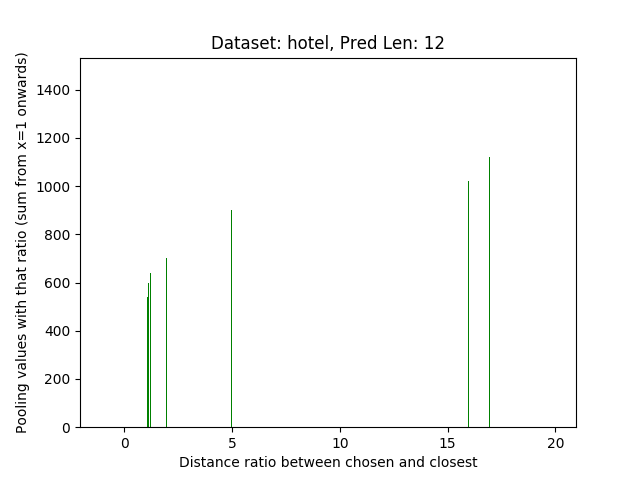 Dataset: hotel, Pred Len: 12
Pooling values with that ratio (sum from x=1 onwards)
1400
1200
1000
800
600
400
200
0
0 5 10 15 20
Distance ratio between chosen and closest